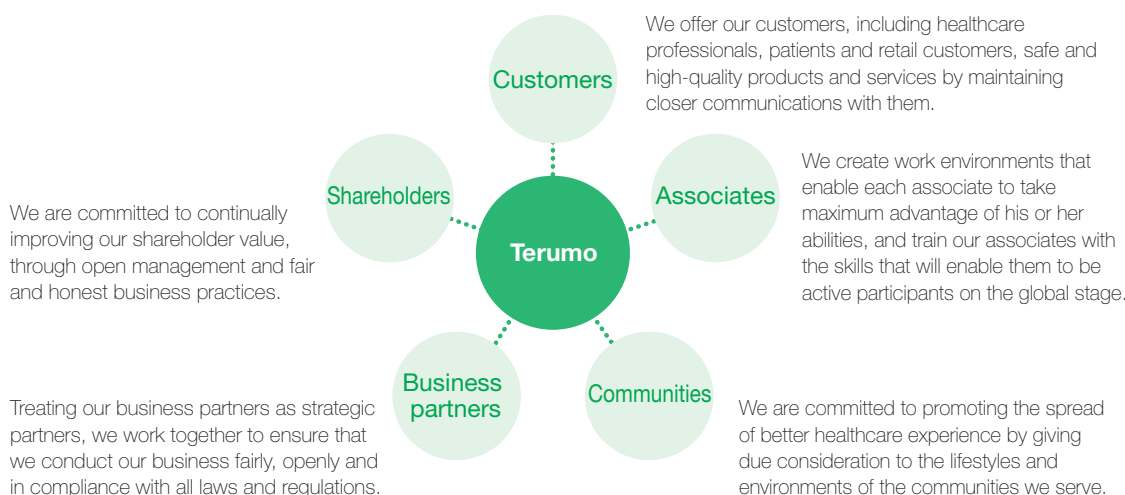 We offer our customers, including healthcare
professionals, patients and retail customers, safe and
high-quality products and services by maintaining
closer communications with them.
Customers
We create work environments that
enable each associate to take
maximum advantage of his or her
abilities, and train our associates with
the skills that will enable them to be
active participants on the global stage.
Associates
Shareholders
We are committed to continually
improving our shareholder value,
through open management and fair
and honest business practices.
Terumo
Business
partners
Treating our business partners as strategic
partners, we work together to ensure that
we conduct our business fairly, openly and
in compliance with all laws and regulations.
Communities
We are committed to promoting the spread
of better healthcare experience by giving
due consideration to the lifestyles and
environments of the communities we serve.